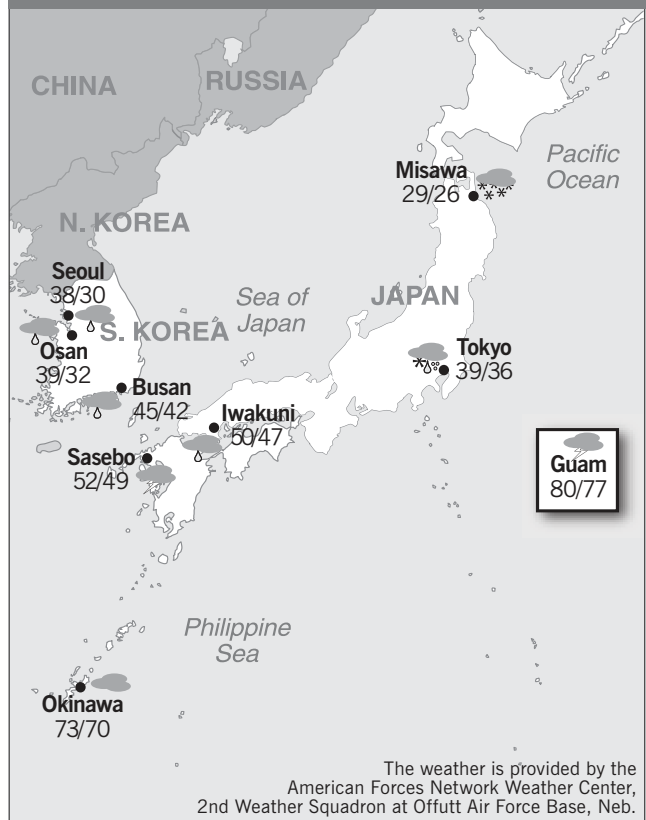 CHINA
RUSSIA
Pacific
Ocean
Misawa
29/26
N. KOREA
Seoul
38/30
Sea of
Japan
JAPAN
S. KOREA
Osan
39/32
Tokyo
39/36
Busan
45/42
Iwakuni
50/47
Sasebo
52/49
Guam
80/77
Philippine
Sea
Okinawa
73/70
The weather is provided by the
American Forces Network Weather Center,
2nd Weather Squadron at Offutt Air Force Base, Neb.